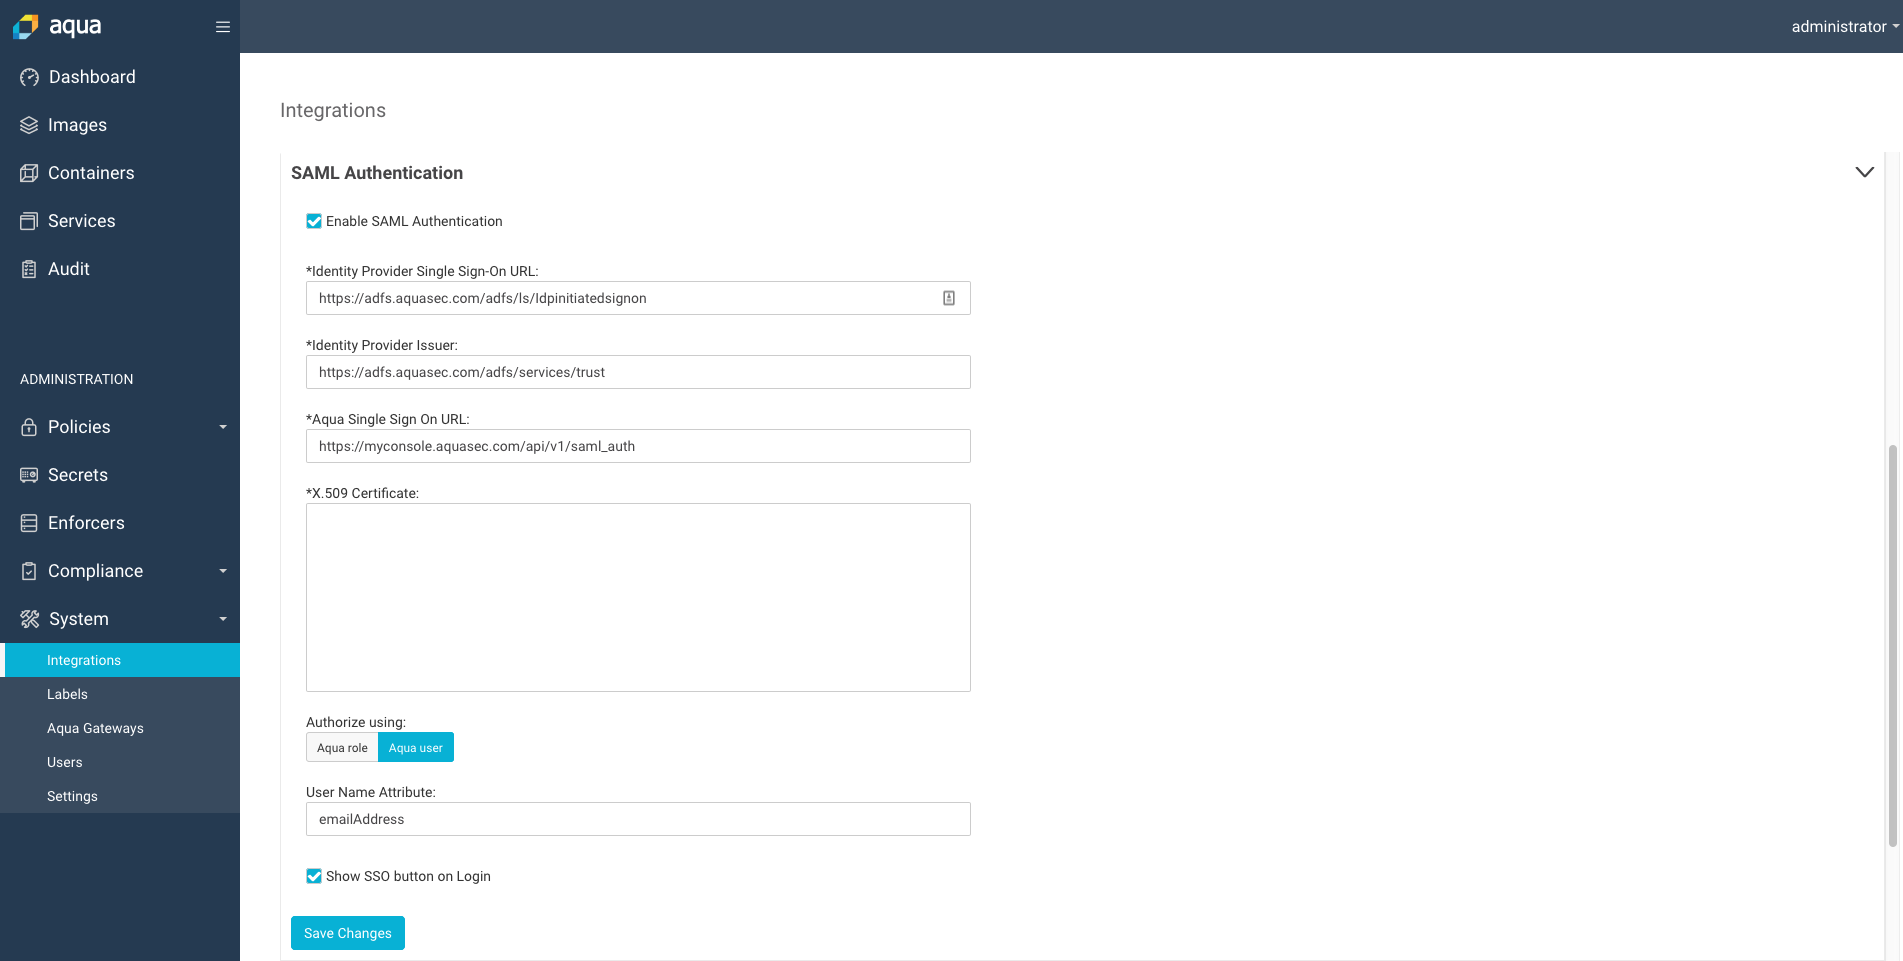 aqua
administrator
Dashboard
Images
Containers
Services
Audit
ADMINISTRATION
Policies
Secrets
Enforcers
Compliance
System
Integrations
Labels
Aqua Gateways
Users
Settings
Integrations
SAML Authentication
Enable SAML Authentication
*Identity Provider Single Sign-On URL:
https://adfs.aquasec.com/adfs/ls/Idpinitiatedsignon
*Identity Provider Issuer:
https://adfs.aquasec.com/adfs/services/trust
*Aqua Single Sign On URL:
https://myconsole.aquasec.com/api/v1/saml_auth
*X.509 Certificate:
Authorize using:
Aqua role Aqua user
User Name Attribute:
emailAddress
Show SSO button on Login
Save Changes